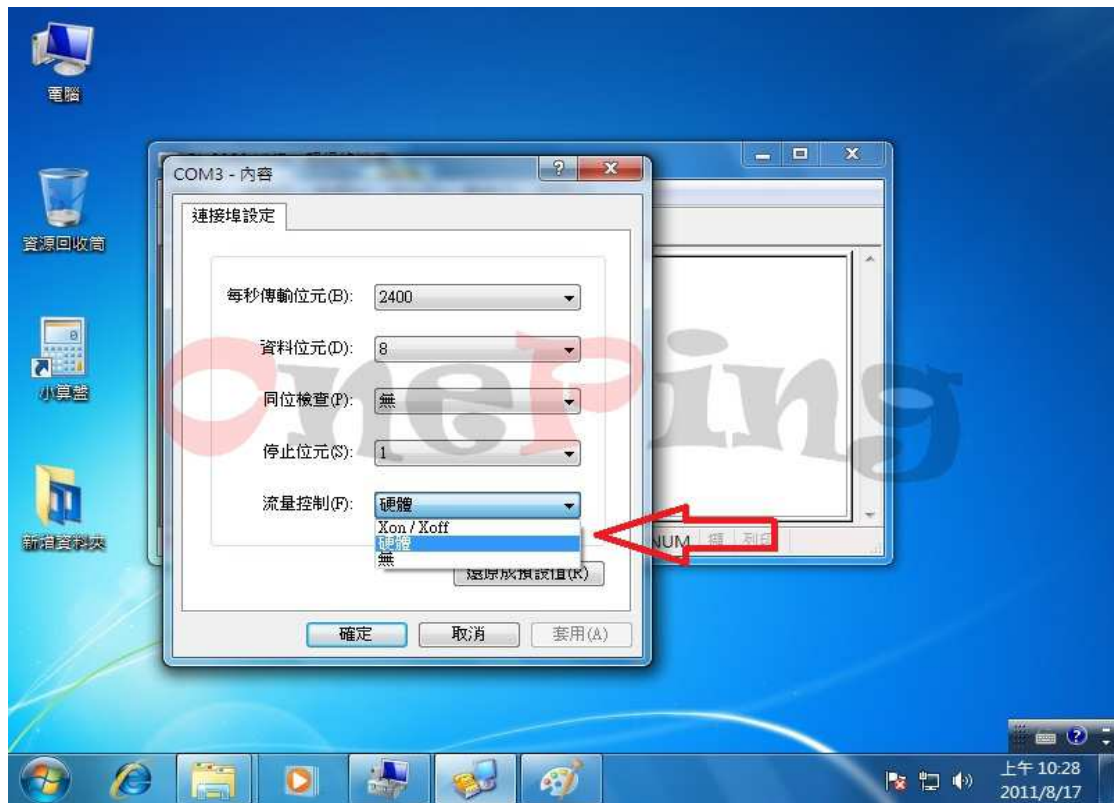 電腦
資源回收筒
小算盤
新增資料夾
COM3 - 內容
連接埠設定
每秒傳輸位元(B):
2400
資料位元(D):
8
同位檢查(P):
無
停止位元(S):
1
流量控制(F):
硬體
Xon / Xoff
硬體
無
還原成預設值(R)
確定
取消
套用(A)
NUM
擷
列印
OnePing
上午 10:28
2011/8/17